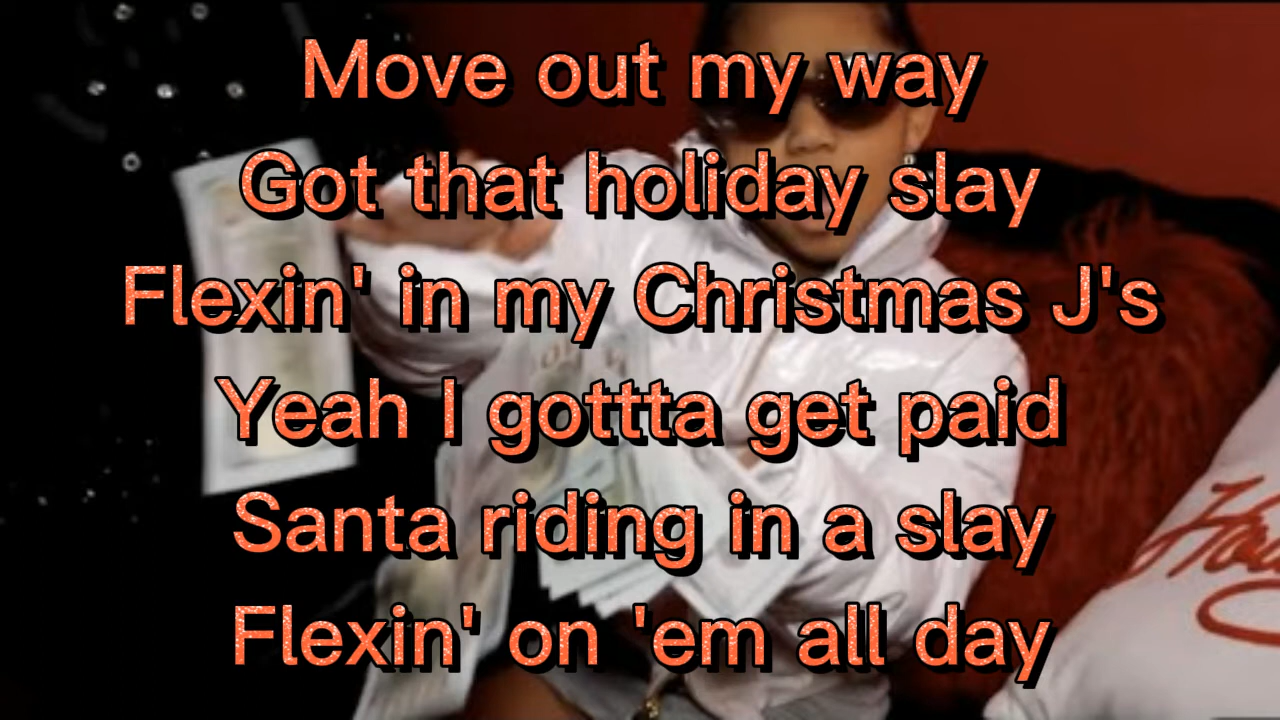 Move out my way
Got that holiday slay
Flexin' in my Christmas J's
Yeah I gottta get paid
Santa riding in a slay
Flexin' on 'em all day